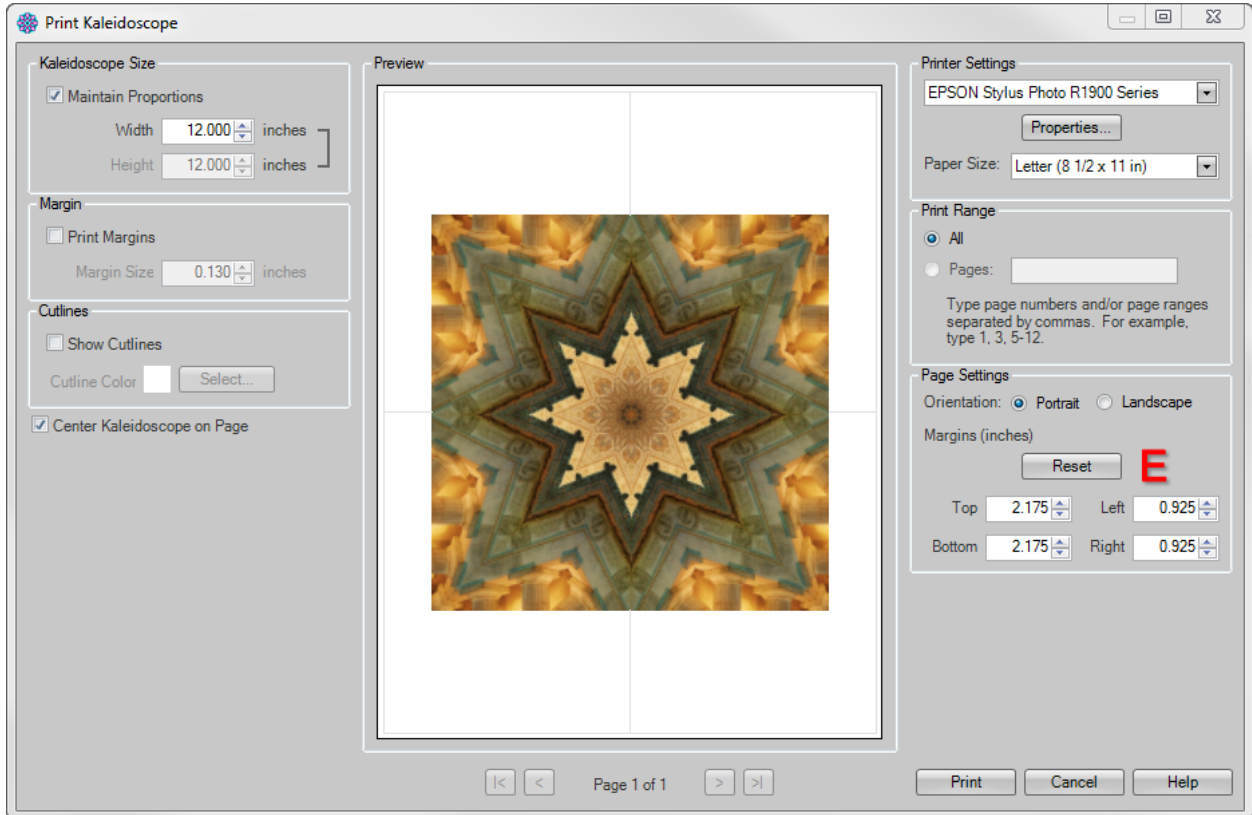 Print Kaleidoscope
Kaleidoscope Size
Maintain Proportions
Width 12.000 inches
Height 12.000 inches
Margin
Print Margins
Margin Size 0.130 inches
Cutlines
Show Cutlines
Cutline Color Select...
Center Kaleidoscope on Page
Preview
|< < Page 1 of 1 > >|
Printer Settings
EPSON Stylus Photo R1900 Series
Properties...
Paper Size: Letter (8 1/2 x 11 in)
Print Range
All
Pages:
Type page numbers and/or page ranges
separated by commas. For example,
type 1, 3, 5-12.
Page Settings
Orientation: Portrait Landscape
Margins (inches)
Reset E
Top 2.175 Left 0.925
Bottom 2.175 Right 0.925
Print Cancel Help